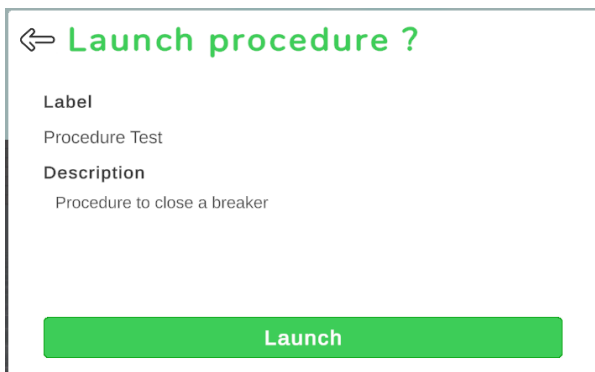 Launch procedure ?
Label
Procedure Test
Description
Procedure to close a breaker
Launch